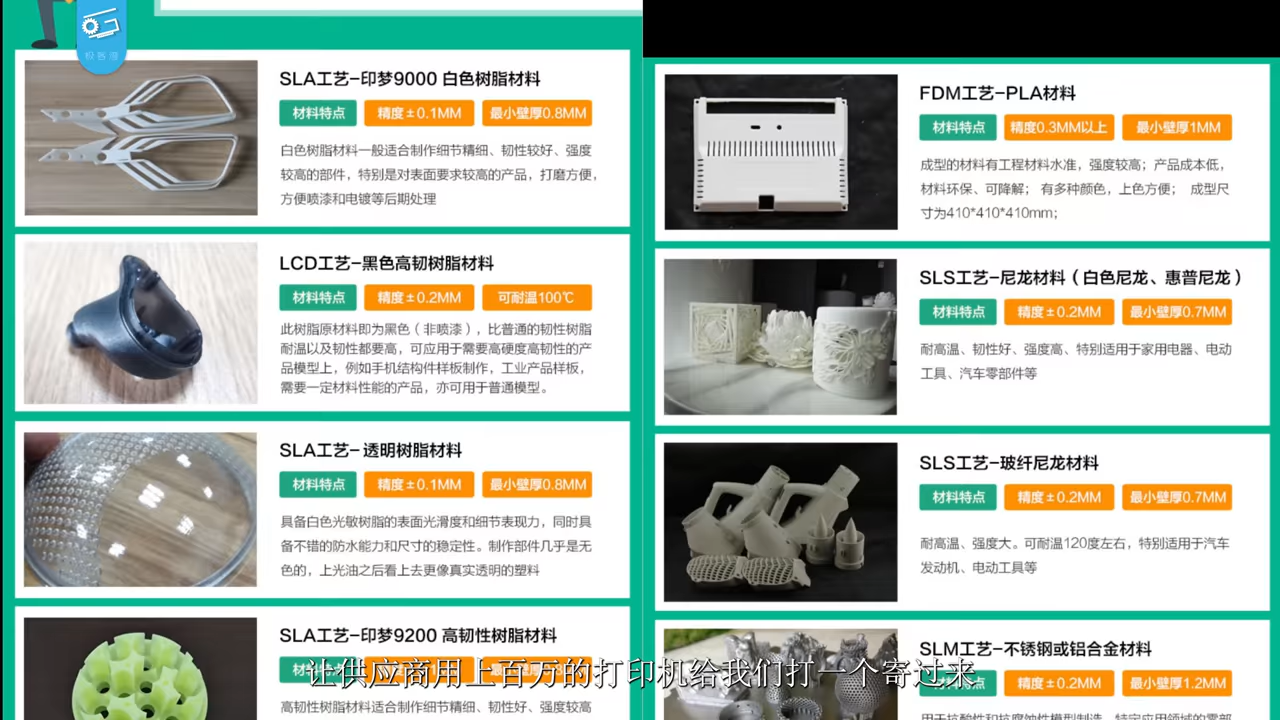 极客湾
SLA工艺-印梦9000 白色树脂材料
材料特点 精度±0.1MM 最小壁厚0.8MM
白色树脂材料一般适合制作细节精细、韧性较好、强度
较高的部件，特别是对表面要求较高的产品，打磨方便，
方便喷漆和电镀等后期处理
LCD工艺-黑色高韧树脂材料
材料特点 精度±0.2MM 可耐温100℃
此树脂原材料即为黑色（非喷漆），比普通的韧性树脂
耐温以及韧性都要高，可应用于需要高硬度高韧性的产
品模型上，例如手机结构件样板制作，工业产品样板，
需要一定材料性能的产品，亦可用于普通模型。
SLA工艺-透明树脂材料
材料特点 精度±0.1MM 最小壁厚0.8MM
具备白色光敏树脂的表面光滑度和细节表现力，同时具
备不错的防水能力和尺寸的稳定性。制作部件几乎是无
色的，上光油之后看上去更像真实透明的塑料
SLA工艺-印梦9200 高韧性树脂材料
高韧性树脂材料适合制作细节精细、韧性好、强度较高
FDM工艺-PLA材料
材料特点 精度0.3MM以上 最小壁厚1MM
成型的材料有工程材料水准，强度较高；产品成本低，
材料环保、可降解； 有多种颜色，上色方便； 成型尺
寸为410*410*410mm；
SLS工艺-尼龙材料（白色尼龙、惠普尼龙）
材料特点 精度±0.2MM 最小壁厚0.7MM
耐高温、韧性好、强度高、特别适用于家用电器、电动
工具、汽车零部件等
SLS工艺-玻纤尼龙材料
材料特点 精度±0.2MM 最小壁厚0.7MM
耐高温、强度大。可耐温120度左右，特别适用于汽车
发动机、电动工具等
SLM工艺-不锈钢或铝合金材料
精度±0.2MM 最小壁厚1.2MM
让供应商用上百万的打印机给我们打一个寄过来